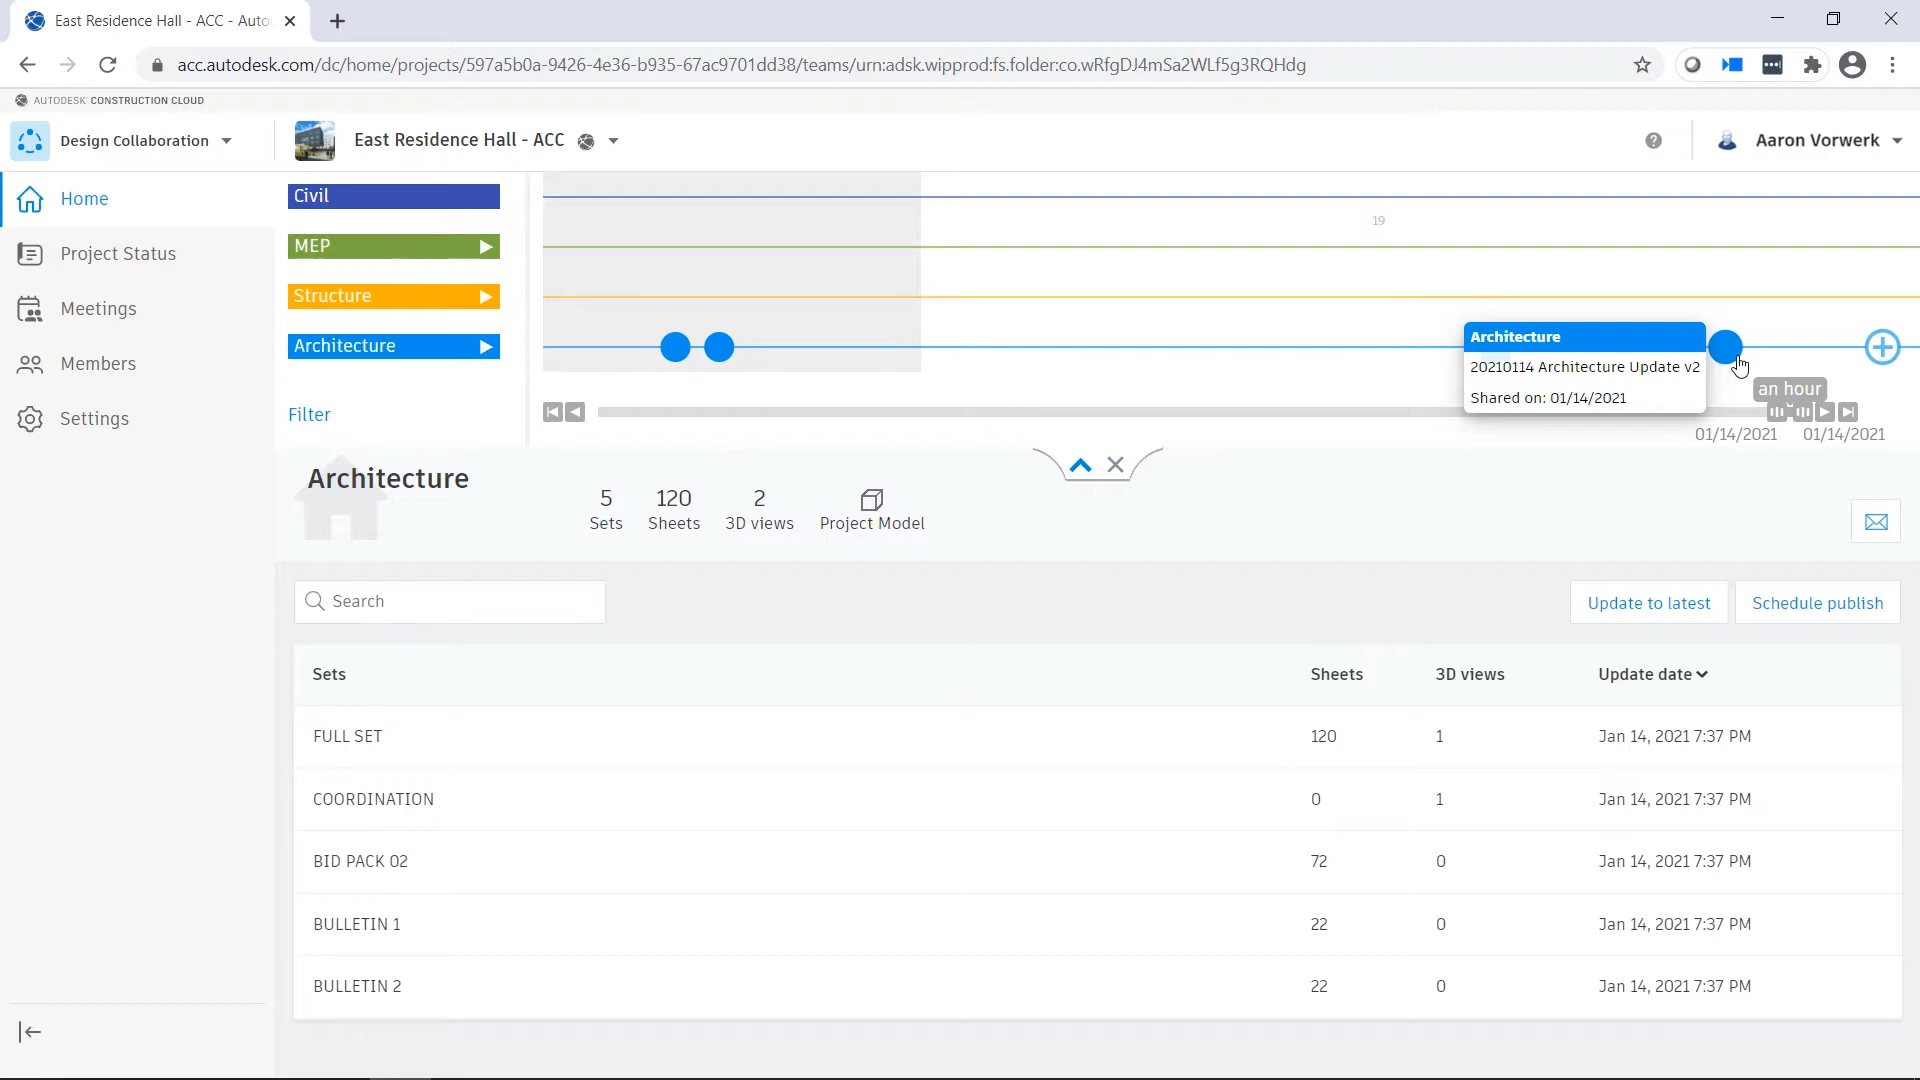 East Residence Hall - ACC - Auto
acc.autodesk.com/dc/home/projects/597a5b0a-9426-4e36-b935-67ac9701dd38/teams/urn:adsk.wipprod:fs.folder:co.wRfgDJ4mSa2WLf5g3RQHdg
AUTODESK CONSTRUCTION CLOUD
Design Collaboration
East Residence Hall - ACC
Aaron Vorwerk
Home
Project Status
Meetings
Members
Settings
Civil
MEP
Structure
Architecture
Filter
19
Architecture
20210114 Architecture Update v2
Shared on: 01/14/2021
an hour
01/14/2021 01/14/2021
Architecture
5 120 2
Sets Sheets 3D views Project Model
Search
Update to latest
Schedule publish
Sets Sheets 3D views Update date
FULL SET 120 1 Jan 14, 2021 7:37 PM
COORDINATION 0 1 Jan 14, 2021 7:37 PM
BID PACK 02 72 0 Jan 14, 2021 7:37 PM
BULLETIN 1 22 0 Jan 14, 2021 7:37 PM
BULLETIN 2 22 0 Jan 14, 2021 7:37 PM